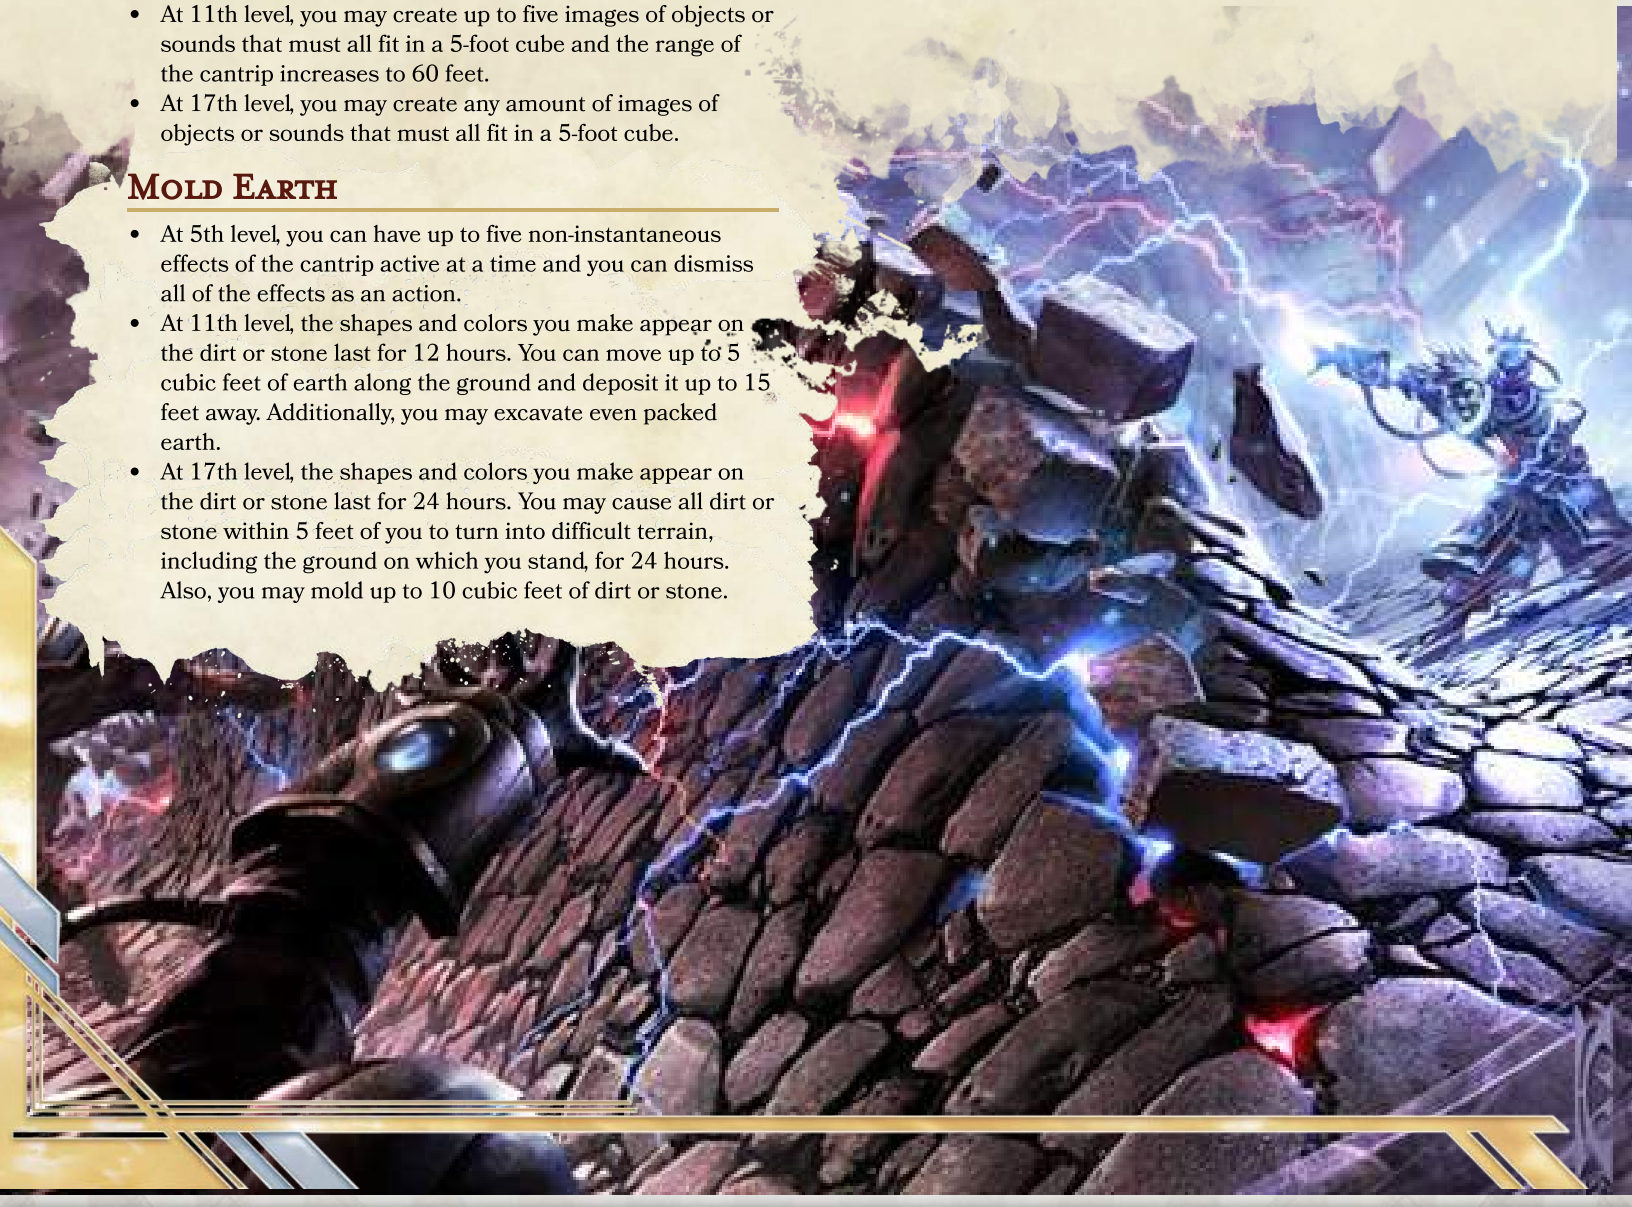 • At 11th level, you may create up to five images of objects or
sounds that must all fit in a 5-foot cube and the range of
the cantrip increases to 60 feet.
• At 17th level, you may create any amount of images of
objects or sounds that must all fit in a 5-foot cube.
Mold Earth
• At 5th level, you can have up to five non-instantaneous
effects of the cantrip active at a time and you can dismiss
all of the effects as an action.
• At 11th level, the shapes and colors you make appear on
the dirt or stone last for 12 hours. You can move up to 5
cubic feet of earth along the ground and deposit it up to 15
feet away. Additionally, you may excavate even packed
earth.
• At 17th level, the shapes and colors you make appear on
the dirt or stone last for 24 hours. You may cause all dirt or
stone within 5 feet of you to turn into difficult terrain,
including the ground on which you stand, for 24 hours.
Also, you may mold up to 10 cubic feet of dirt or stone.